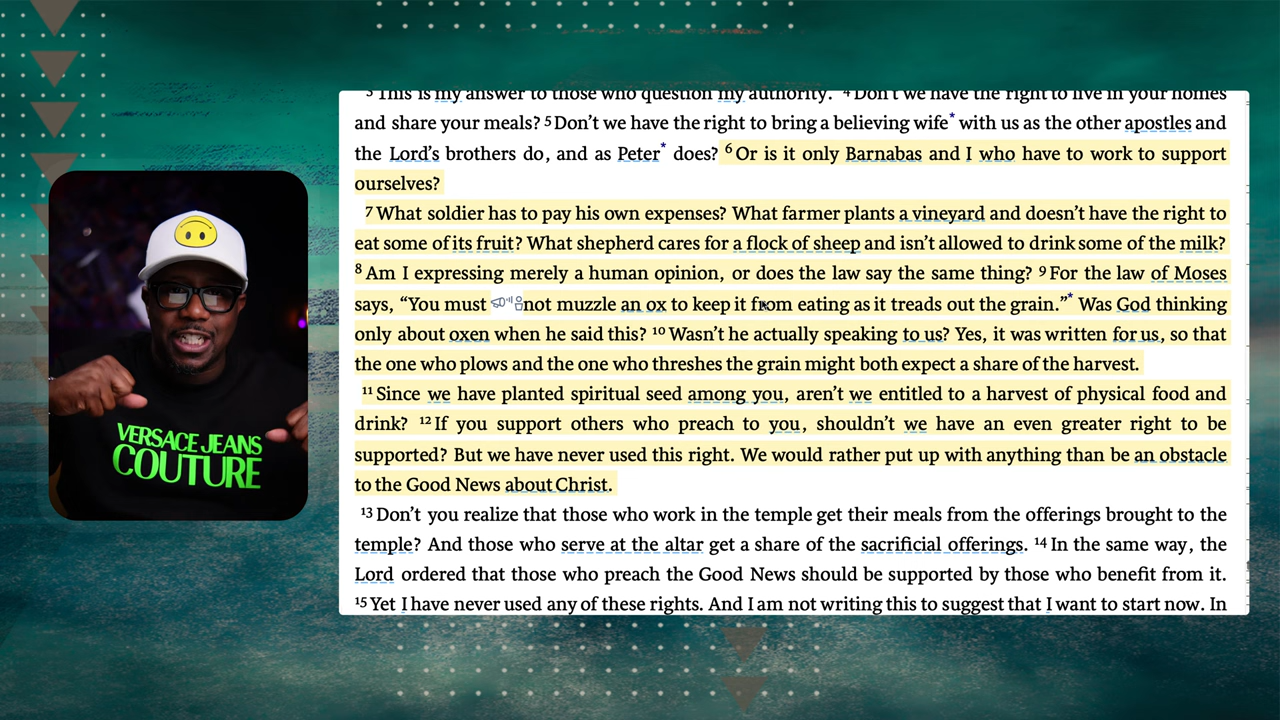 VERSACE JEANS
COUTURE
3 This is my answer to those who question my authority. 4 Don't we have the right to live in your homes
and share your meals? 5 Don't we have the right to bring a believing wife* with us as the other apostles and
the Lord's brothers do, and as Peter* does? 6 Or is it only Barnabas and I who have to work to support
ourselves?
7 What soldier has to pay his own expenses? What farmer plants a vineyard and doesn't have the right to
eat some of its fruit? What shepherd cares for a flock of sheep and isn't allowed to drink some of the milk?
8 Am I expressing merely a human opinion, or does the law say the same thing? 9 For the law of Moses
says, “You must not muzzle an ox to keep it from eating as it treads out the grain.”* Was God thinking
only about oxen when he said this? 10 Wasn't he actually speaking to us? Yes, it was written for us, so that
the one who plows and the one who threshes the grain might both expect a share of the harvest.
11 Since we have planted spiritual seed among you, aren't we entitled to a harvest of physical food and
drink? 12 If you support others who preach to you, shouldn't we have an even greater right to be
supported? But we have never used this right. We would rather put up with anything than be an obstacle
to the Good News about Christ.
13 Don't you realize that those who work in the temple get their meals from the offerings brought to the
temple? And those who serve at the altar get a share of the sacrificial offerings. 14 In the same way, the
Lord ordered that those who preach the Good News should be supported by those who benefit from it.
15 Yet I have never used any of these rights. And I am not writing this to suggest that I want to start now. In